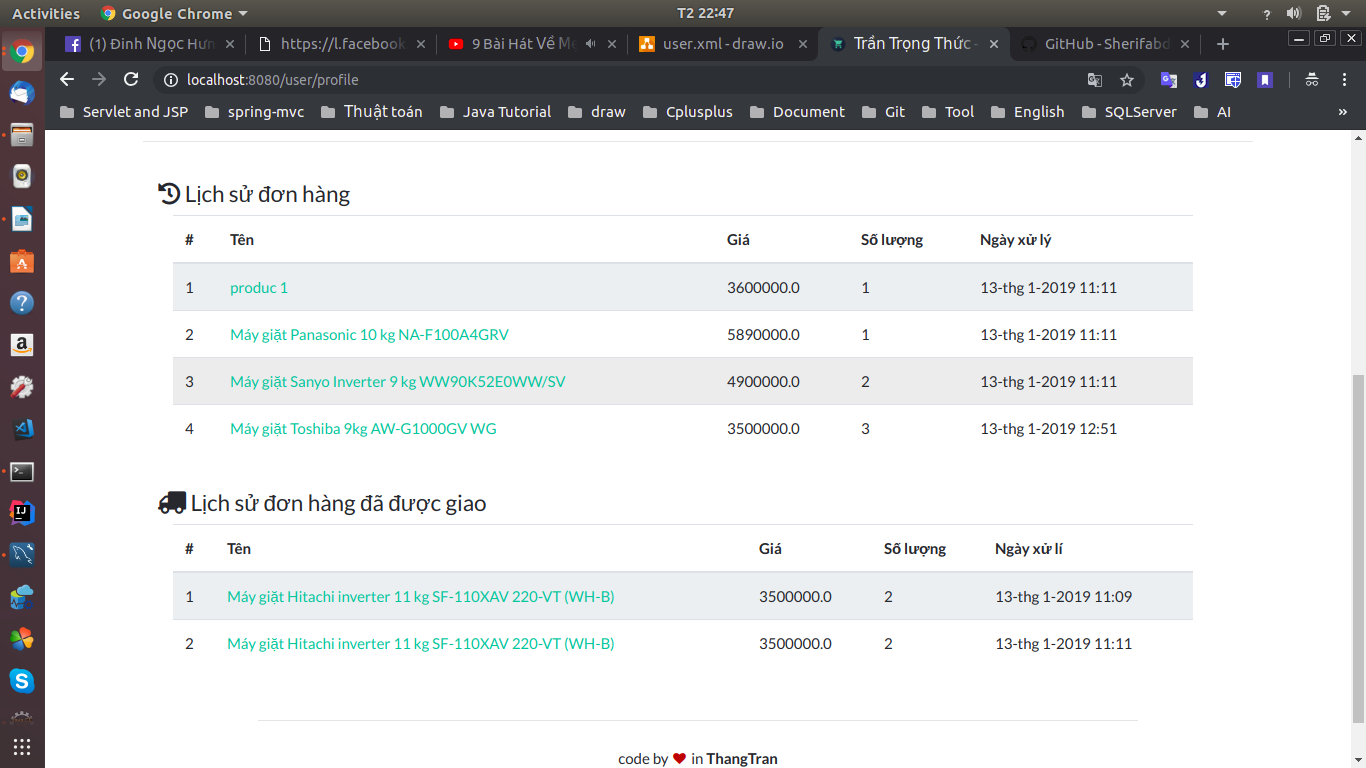 Activities Google Chrome T2 22:47 ?
(1) Đinh Ngọc Hưn https://l.facebook 9 Bài Hát Về Mẹ user.xml - draw.io Trần Trọng Thức - GitHub - Sherifabd
localhost:8080/user/profile
Servlet and JSP spring-mvc Thuật toán Java Tutorial draw Cplusplus Document Git Tool English SQLServer AI »
Lịch sử đơn hàng
# Tên Giá Số lượng Ngày xử lý
1 produc 1 3600000.0 1 13-thg 1-2019 11:11
2 Máy giặt Panasonic 10 kg NA-F100A4GRV 5890000.0 1 13-thg 1-2019 11:11
3 Máy giặt Sanyo Inverter 9 kg WW90K52E0WW/SV 4900000.0 2 13-thg 1-2019 11:11
4 Máy giặt Toshiba 9kg AW-G1000GV WG 3500000.0 3 13-thg 1-2019 12:51
Lịch sử đơn hàng đã được giao
# Tên Giá Số lượng Ngày xử lí
1 Máy giặt Hitachi inverter 11 kg SF-110XAV 220-VT (WH-B) 3500000.0 2 13-thg 1-2019 11:09
2 Máy giặt Hitachi inverter 11 kg SF-110XAV 220-VT (WH-B) 3500000.0 2 13-thg 1-2019 11:11
code by ❤ in ThangTran